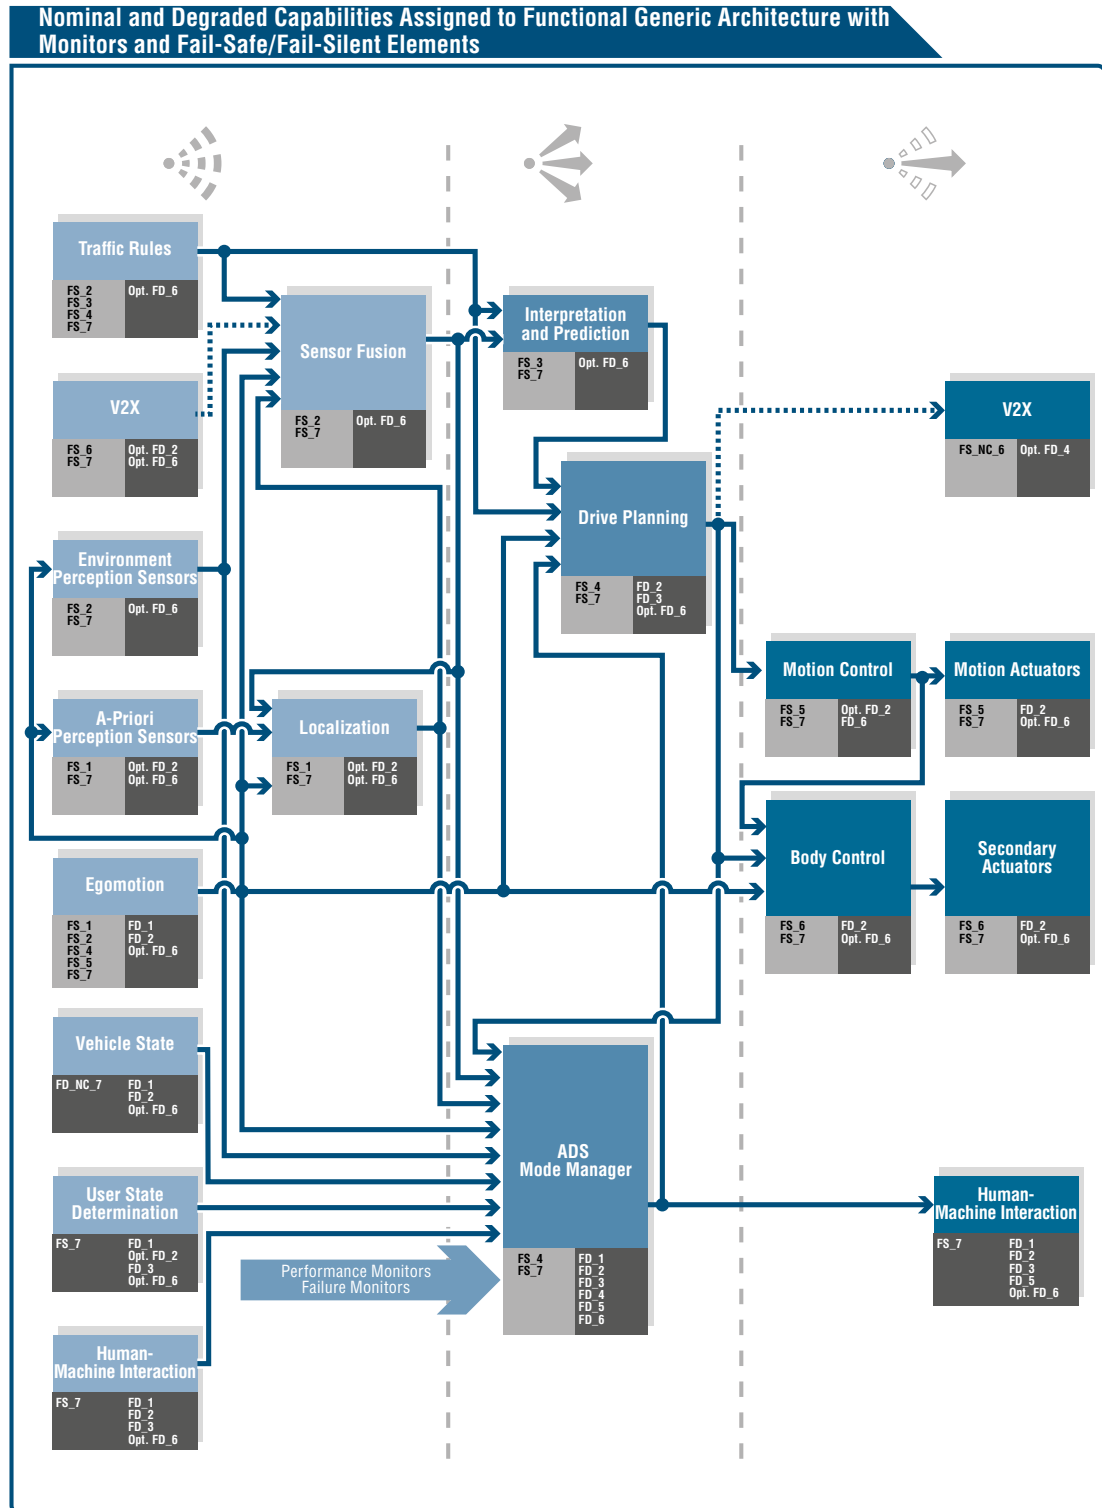 Nominal and Degraded Capabilities Assigned to Functional Generic Architecture with
Monitors and Fail-Safe/Fail-Silent Elements
Traffic Rules
FS_2
FS_3
FS_4
FS_7
Opt. FD_6
V2X
FS_6
FS_7
Opt. FD_2
Opt. FD_6
Environment
Perception Sensors
FS_2
FS_7
Opt. FD_6
A-Priori
Perception Sensors
FS_1
FS_7
Opt. FD_2
Opt. FD_6
Egomotion
FS_1
FS_2
FS_4
FS_5
FS_7
FD_1
FD_2
Opt. FD_6
Vehicle State
FD_NC_7
FD_1
FD_2
Opt. FD_6
User State
Determination
FS_7
FD_1
Opt. FD_2
FD_3
Opt. FD_6
Human-
Machine Interaction
FS_7
FD_1
FD_2
FD_3
Opt. FD_6
Sensor Fusion
FS_2
FS_7
Opt. FD_6
Localization
FS_1
FS_7
Opt. FD_2
Opt. FD_6
Performance Monitors
Failure Monitors
Interpretation
and Prediction
FS_3
FS_7
Opt. FD_6
Drive Planning
FS_4
FS_7
FD_2
FD_3
Opt. FD_6
ADS
Mode Manager
FS_4
FS_7
FD_1
FD_2
FD_3
FD_4
FD_5
FD_6
V2X
FS_NC_6
Opt. FD_4
Motion Control
FS_5
FS_7
Opt. FD_2
FD_6
Motion Actuators
FS_5
FS_7
FD_2
Opt. FD_6
Body Control
FS_6
FS_7
FD_2
Opt. FD_6
Secondary
Actuators
FS_6
FS_7
FD_2
Opt. FD_6
Human-
Machine Interaction
FS_7
FD_1
FD_2
FD_3
FD_5
Opt. FD_6